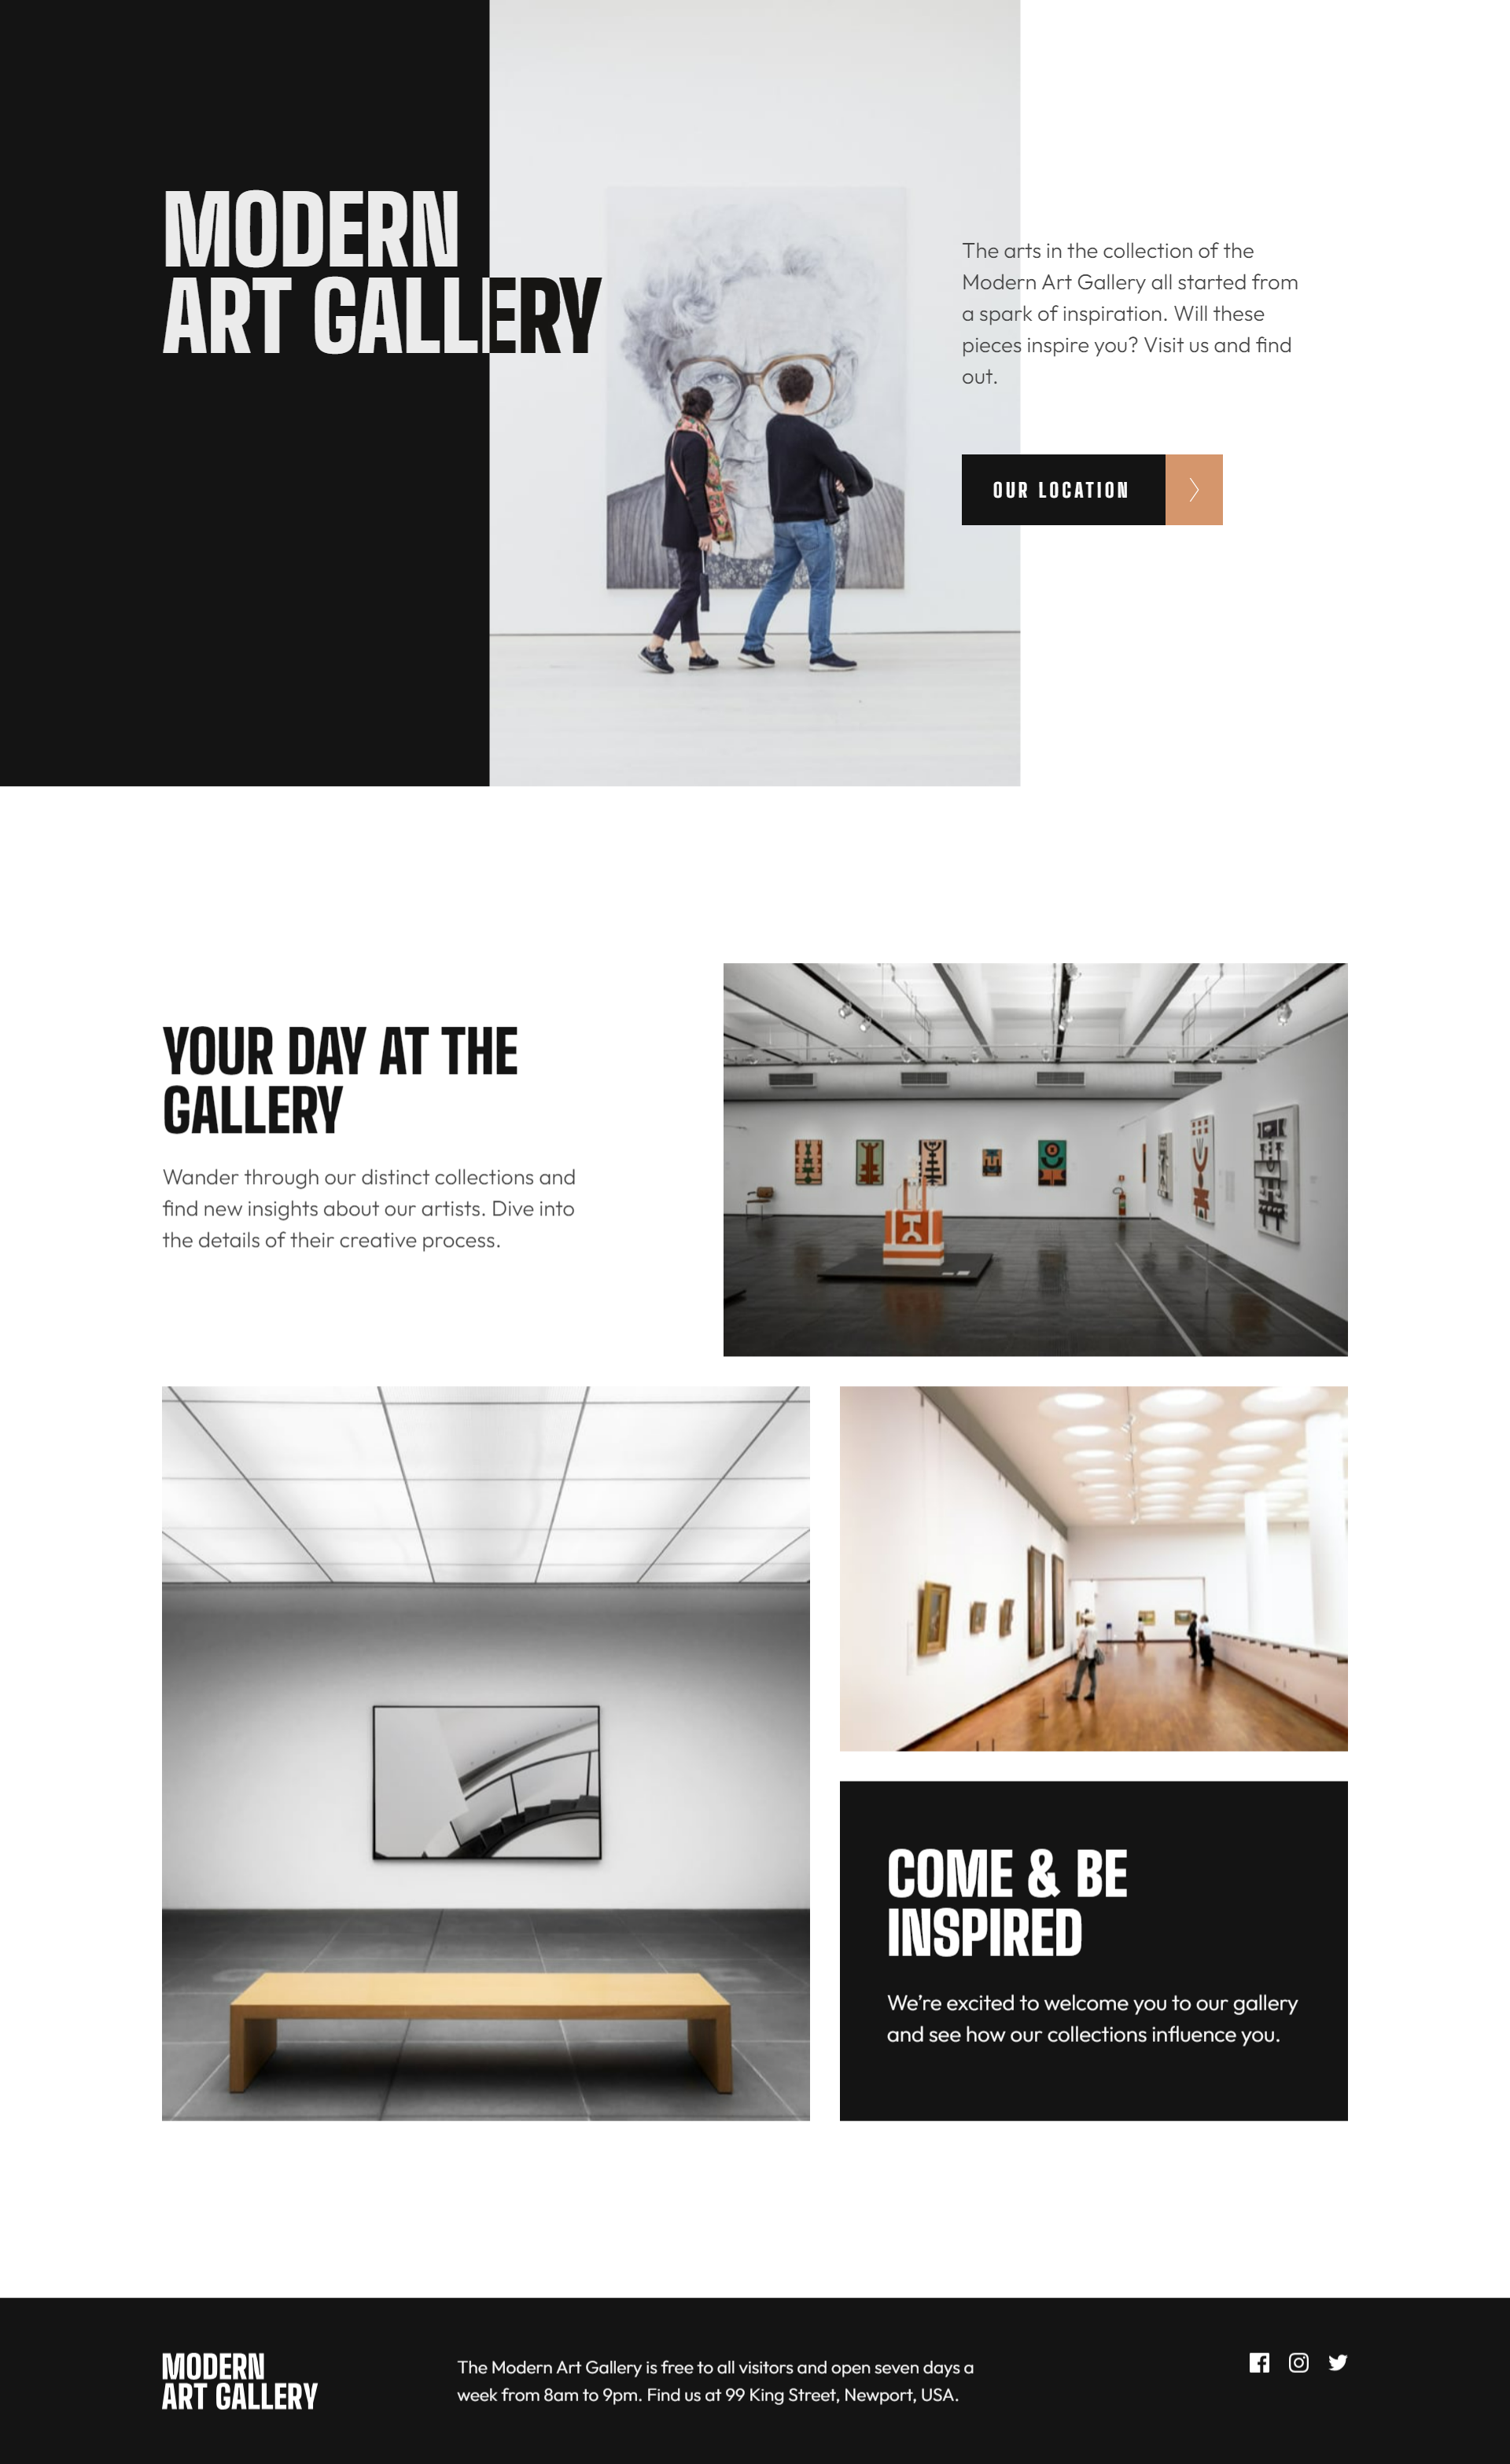 MODERN
ART GALLERY
The arts in the collection of the
Modern Art Gallery all started from
a spark of inspiration. Will these
pieces inspire you? Visit us and find
out.
OUR LOCATION
YOUR DAY AT THE
GALLERY
Wander through our distinct collections and
find new insights about our artists. Dive into
the details of their creative process.
COME & BE
INSPIRED
We’re excited to welcome you to our gallery
and see how our collections influence you.
MODERN
ART GALLERY
The Modern Art Gallery is free to all visitors and open seven days a
week from 8am to 9pm. Find us at 99 King Street, Newport, USA.